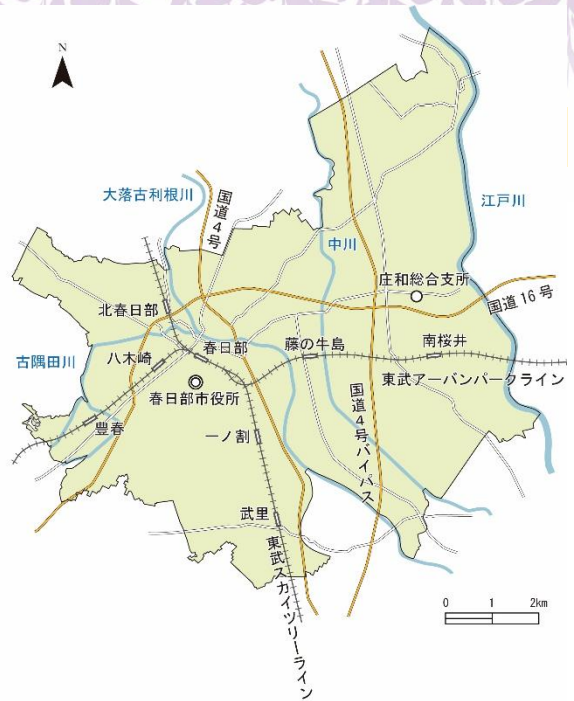 N
大落古利根川
国道4号
江戸川
中川
庄和総合支所
国道16号
北春日部
春日部
藤の牛島
南桜井
八木崎
古隅田川
春日部市役所
東武アーバンパークライン
豊春
一ノ割
国道4号バイパス
武里
東武スカイツリーライン
0 1 2km